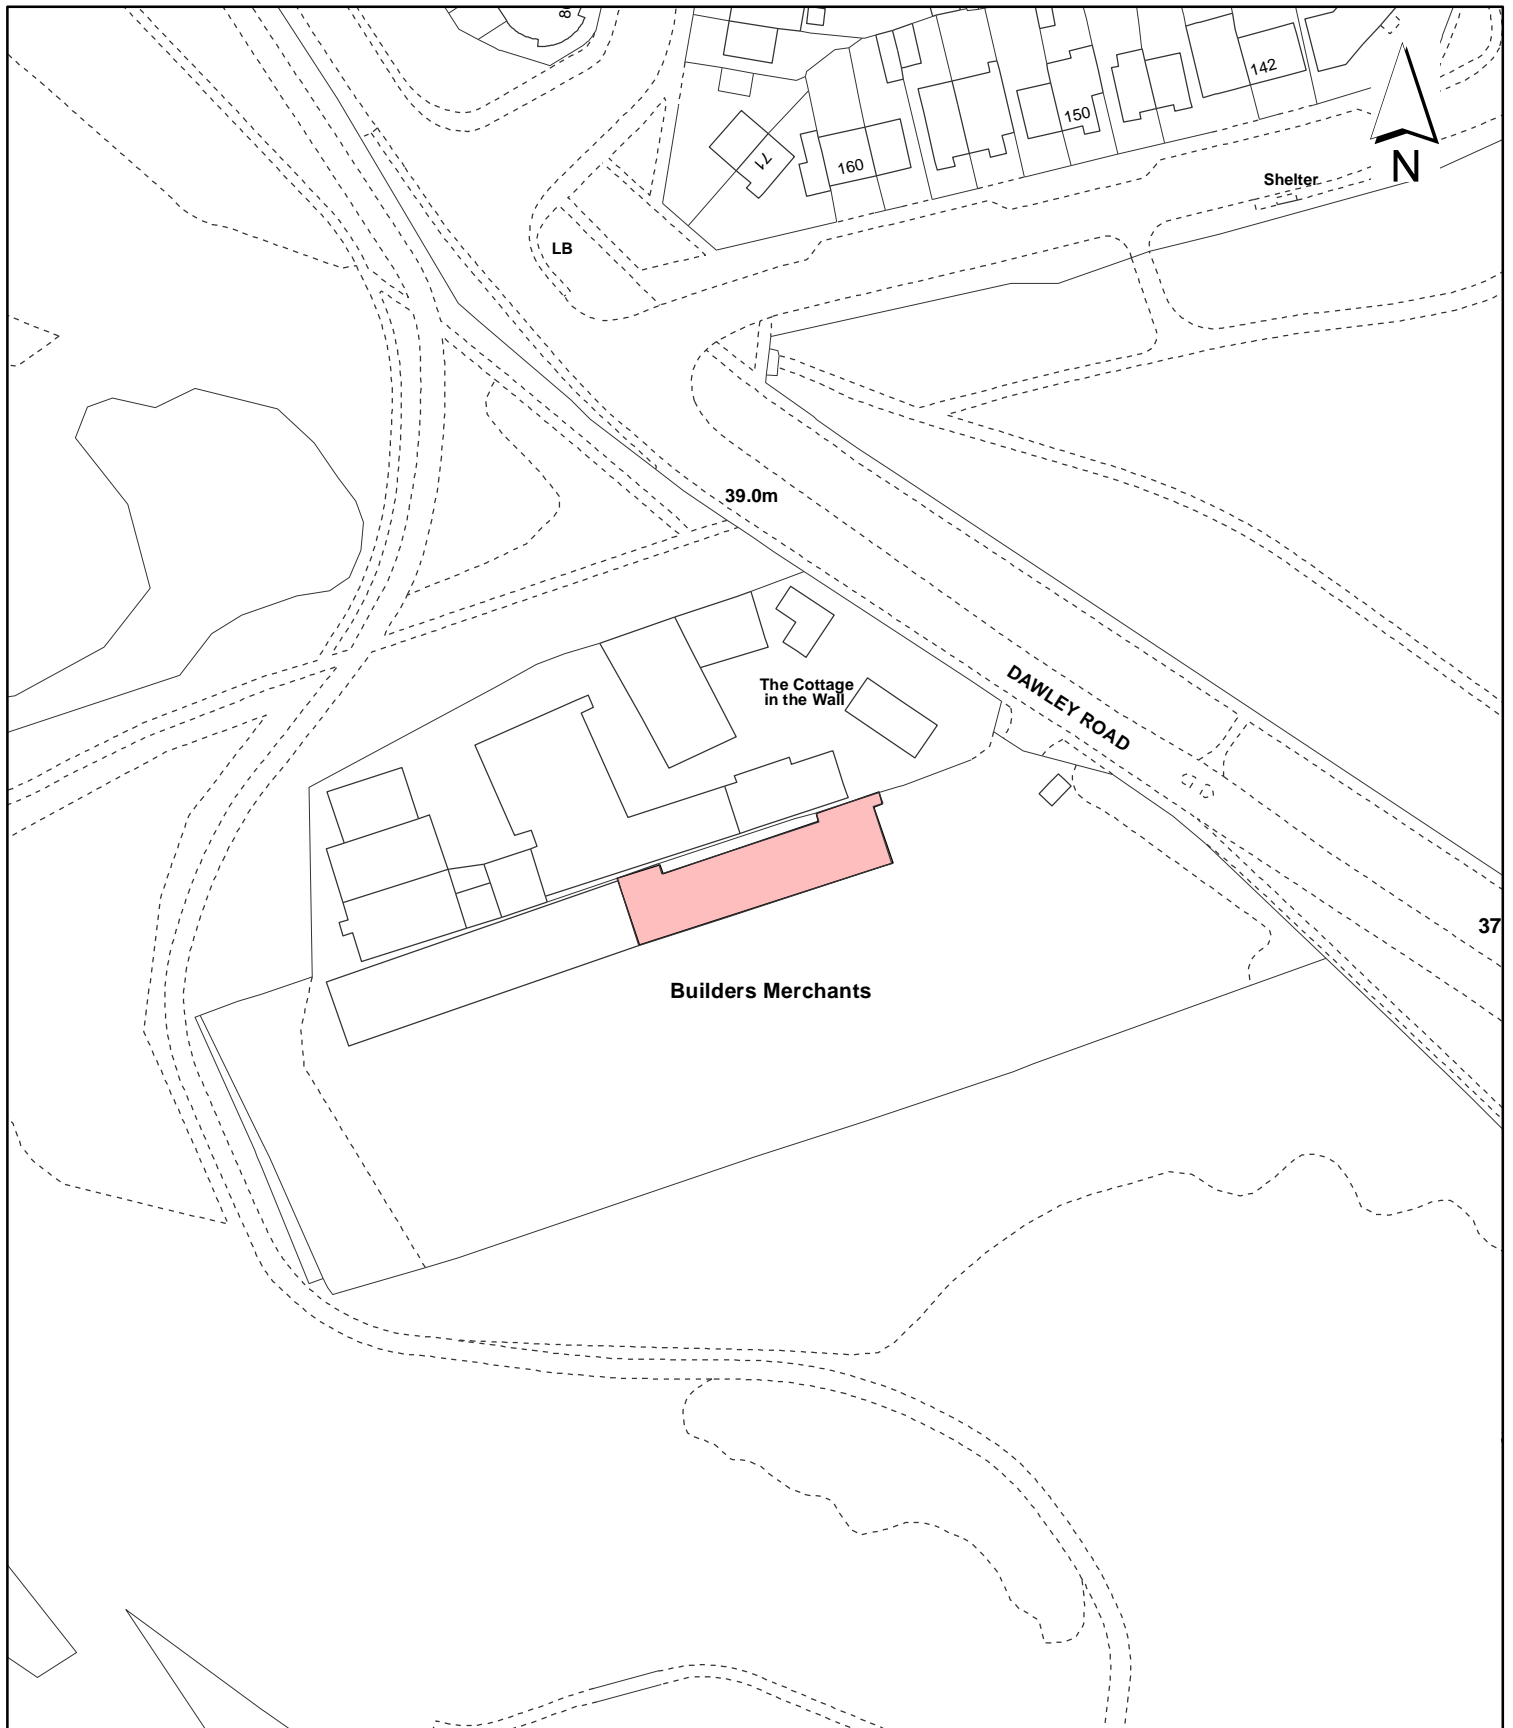 142
150
71
160
N
Shelter
LB
39.0m
The Cottage
in the Wall
DAWLEY ROAD
37
Builders Merchants